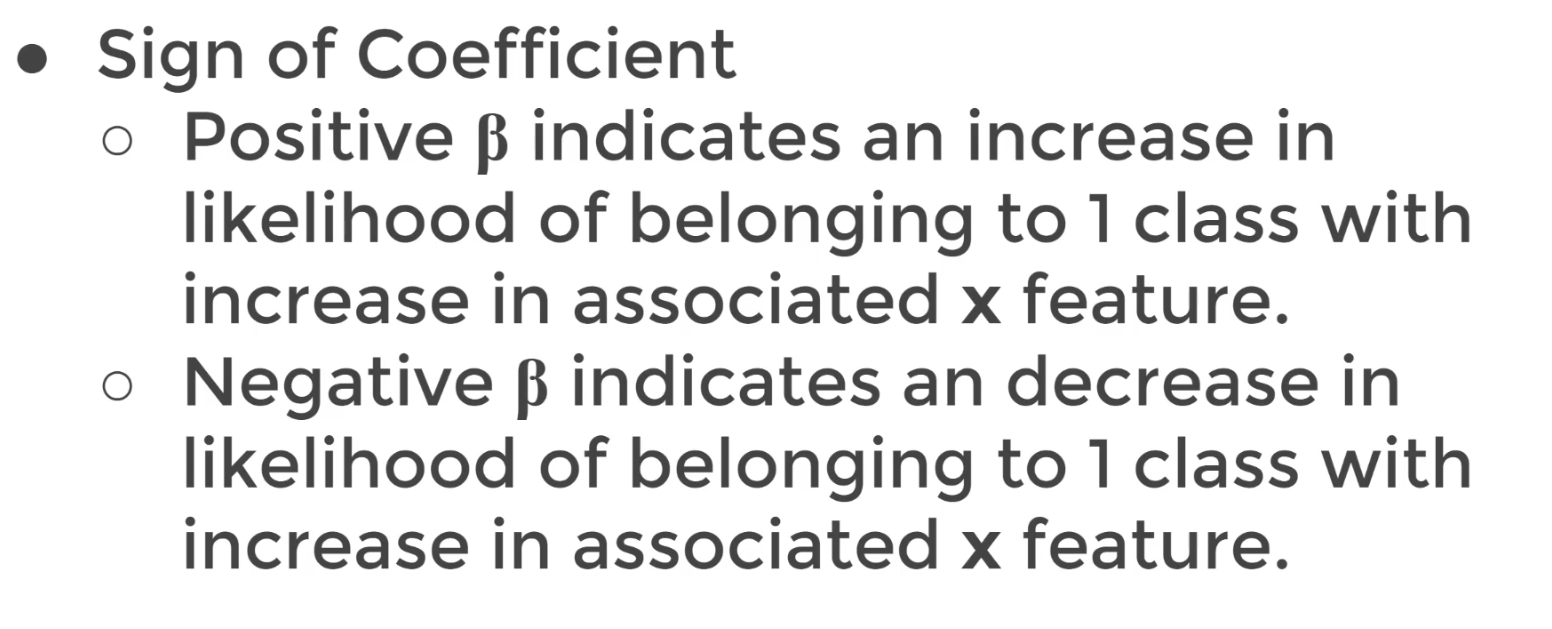 ● Sign of Coefficient
○ Positive β indicates an increase in
likelihood of belonging to 1 class with
increase in associated x feature.
○ Negative β indicates an decrease in
likelihood of belonging to 1 class with
increase in associated x feature.